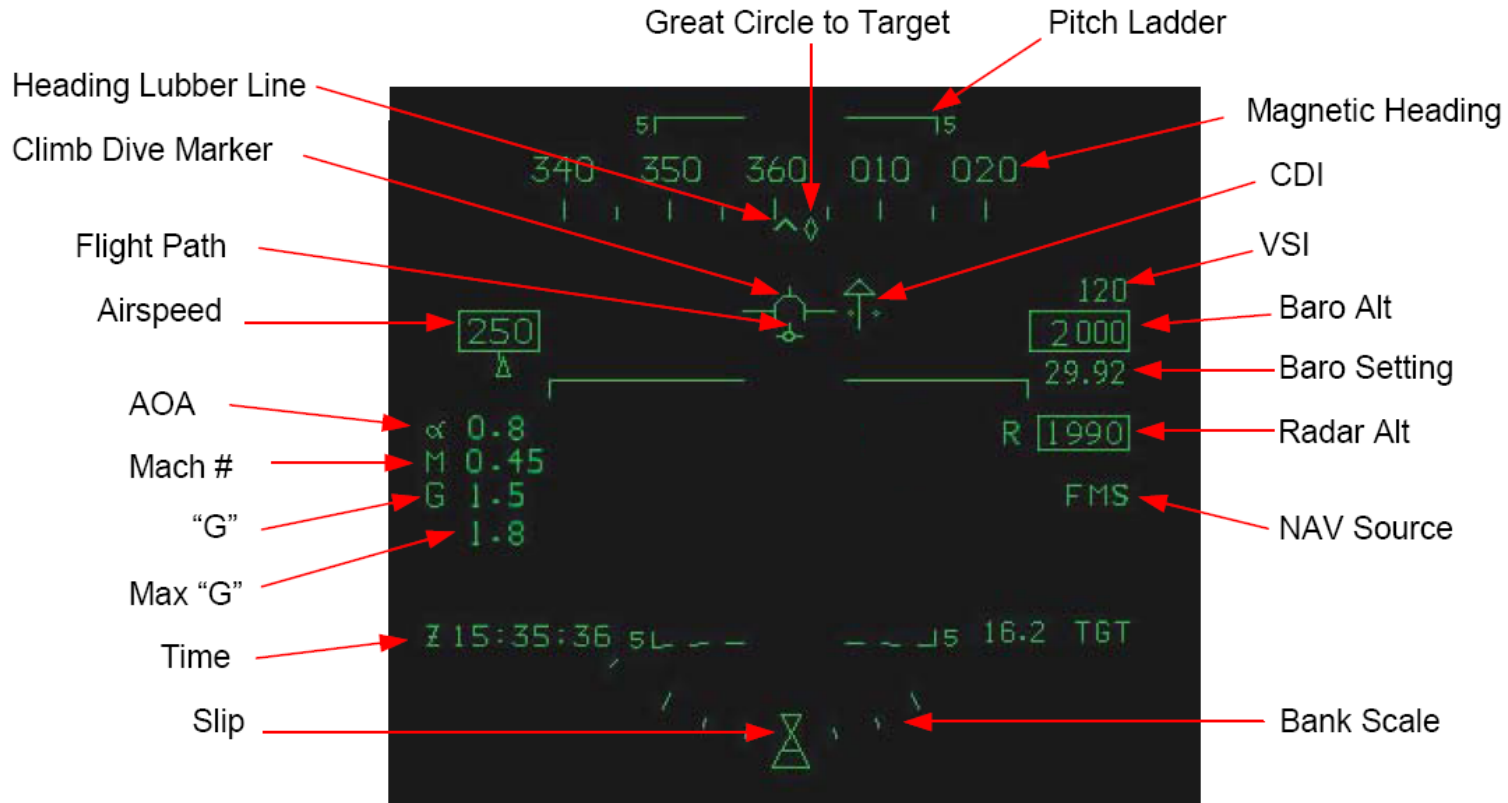 Great Circle to Target
Pitch Ladder
Heading Lubber Line
Magnetic Heading
Climb Dive Marker
CDI
Flight Path
VSI
Airspeed
Baro Alt
Baro Setting
AOA
Radar Alt
Mach #
"G"
NAV Source
Max "G"
Time
Slip
Bank Scale
5 5
340 350 360 010 020
120
250
2000
29.92
α 0.8
R 1990
M 0.45
G 1.5
FMS
1.8
Z 15:35:36
5 5
16.2 TGT